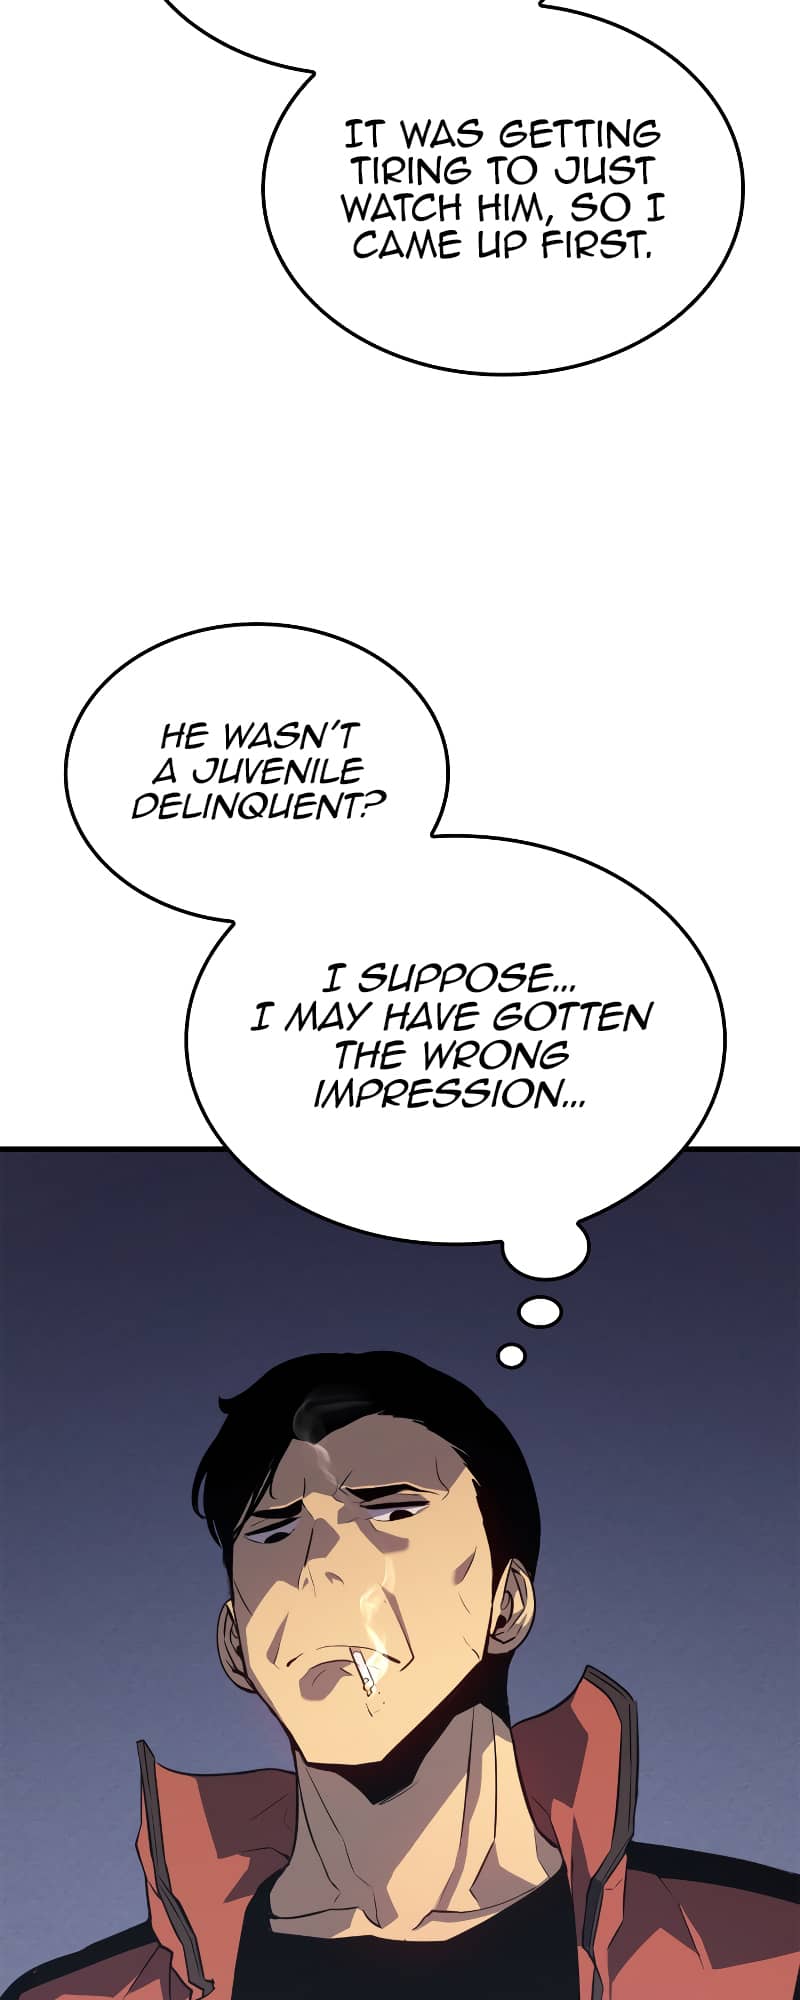 IT WAS GETTING
TIRING TO JUST
WATCH HIM, SO I
CAME UP FIRST.
HE WASN'T
A JUVENILE
DELINQUENT?
I SUPPOSE...
I MAY HAVE GOTTEN
THE WRONG
IMPRESSION...